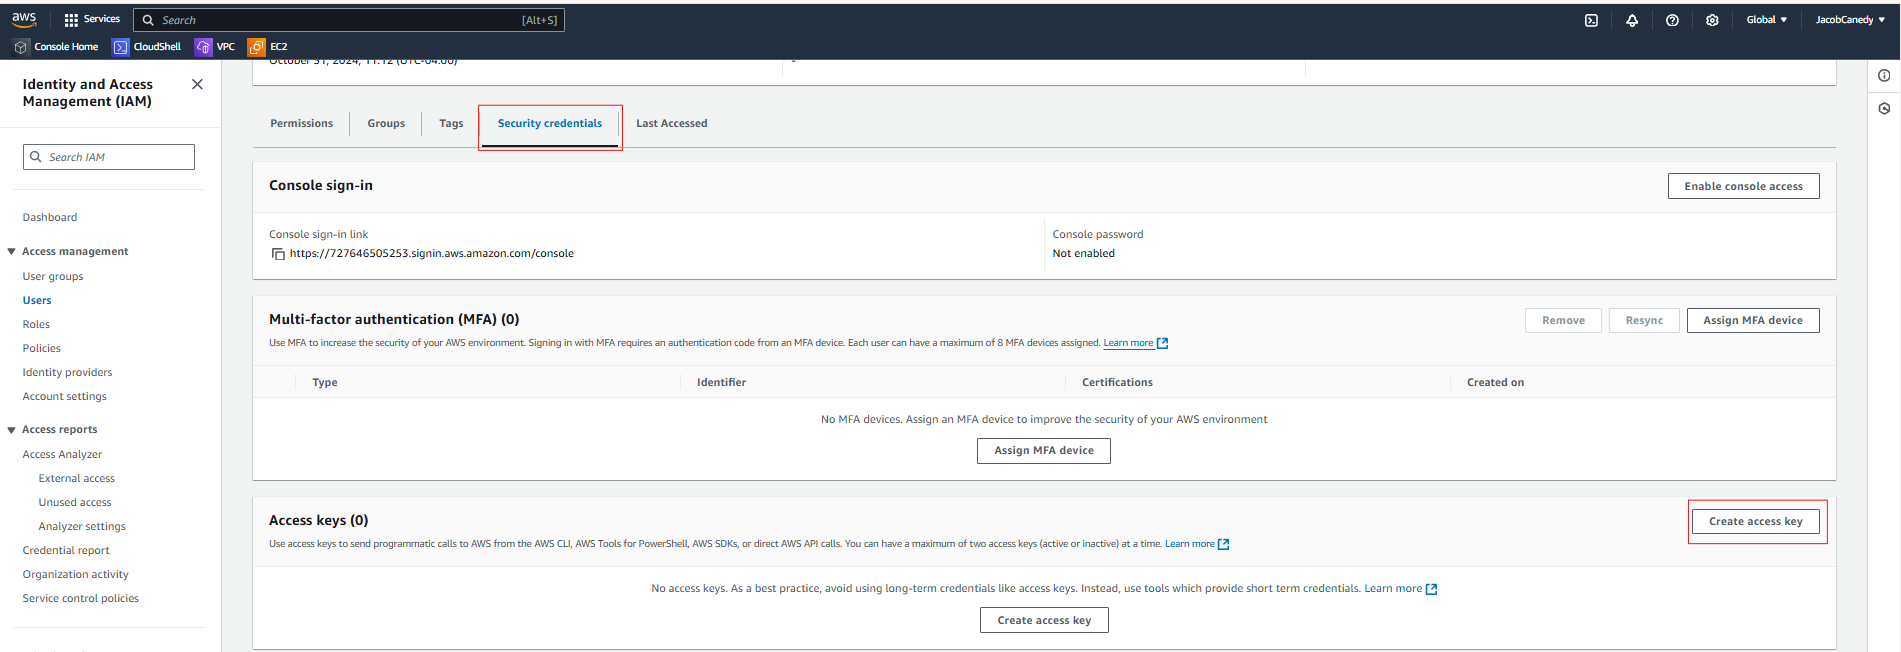 aws
Services
Search
[Alt+S]
Global
JacobCanedy
Console Home
CloudShell
VPC
EC2
Identity and Access
Management (IAM)
Search IAM
Dashboard
Access management
User groups
Users
Roles
Policies
Identity providers
Account settings
Access reports
Access Analyzer
External access
Unused access
Analyzer settings
Credential report
Organization activity
Service control policies
October 31, 2024, 11:12 (UTC-04:00)
-
Permissions
Groups
Tags
Security credentials
Last Accessed
Console sign-in
Enable console access
Console sign-in link
https://727646505253.signin.aws.amazon.com/console
Console password
Not enabled
Multi-factor authentication (MFA) (0)
Use MFA to increase the security of your AWS environment. Signing in with MFA requires an authentication code from an MFA device. Each user can have a maximum of 8 MFA devices assigned. Learn more
Remove
Resync
Assign MFA device
Type
Identifier
Certifications
Created on
No MFA devices. Assign an MFA device to improve the security of your AWS environment
Assign MFA device
Access keys (0)
Use access keys to send programmatic calls to AWS from the AWS CLI, AWS Tools for PowerShell, AWS SDKs, or direct AWS API calls. You can have a maximum of two access keys (active or inactive) at a time. Learn more
Create access key
No access keys. As a best practice, avoid using long-term credentials like access keys. Instead, use tools which provide short term credentials. Learn more
Create access key